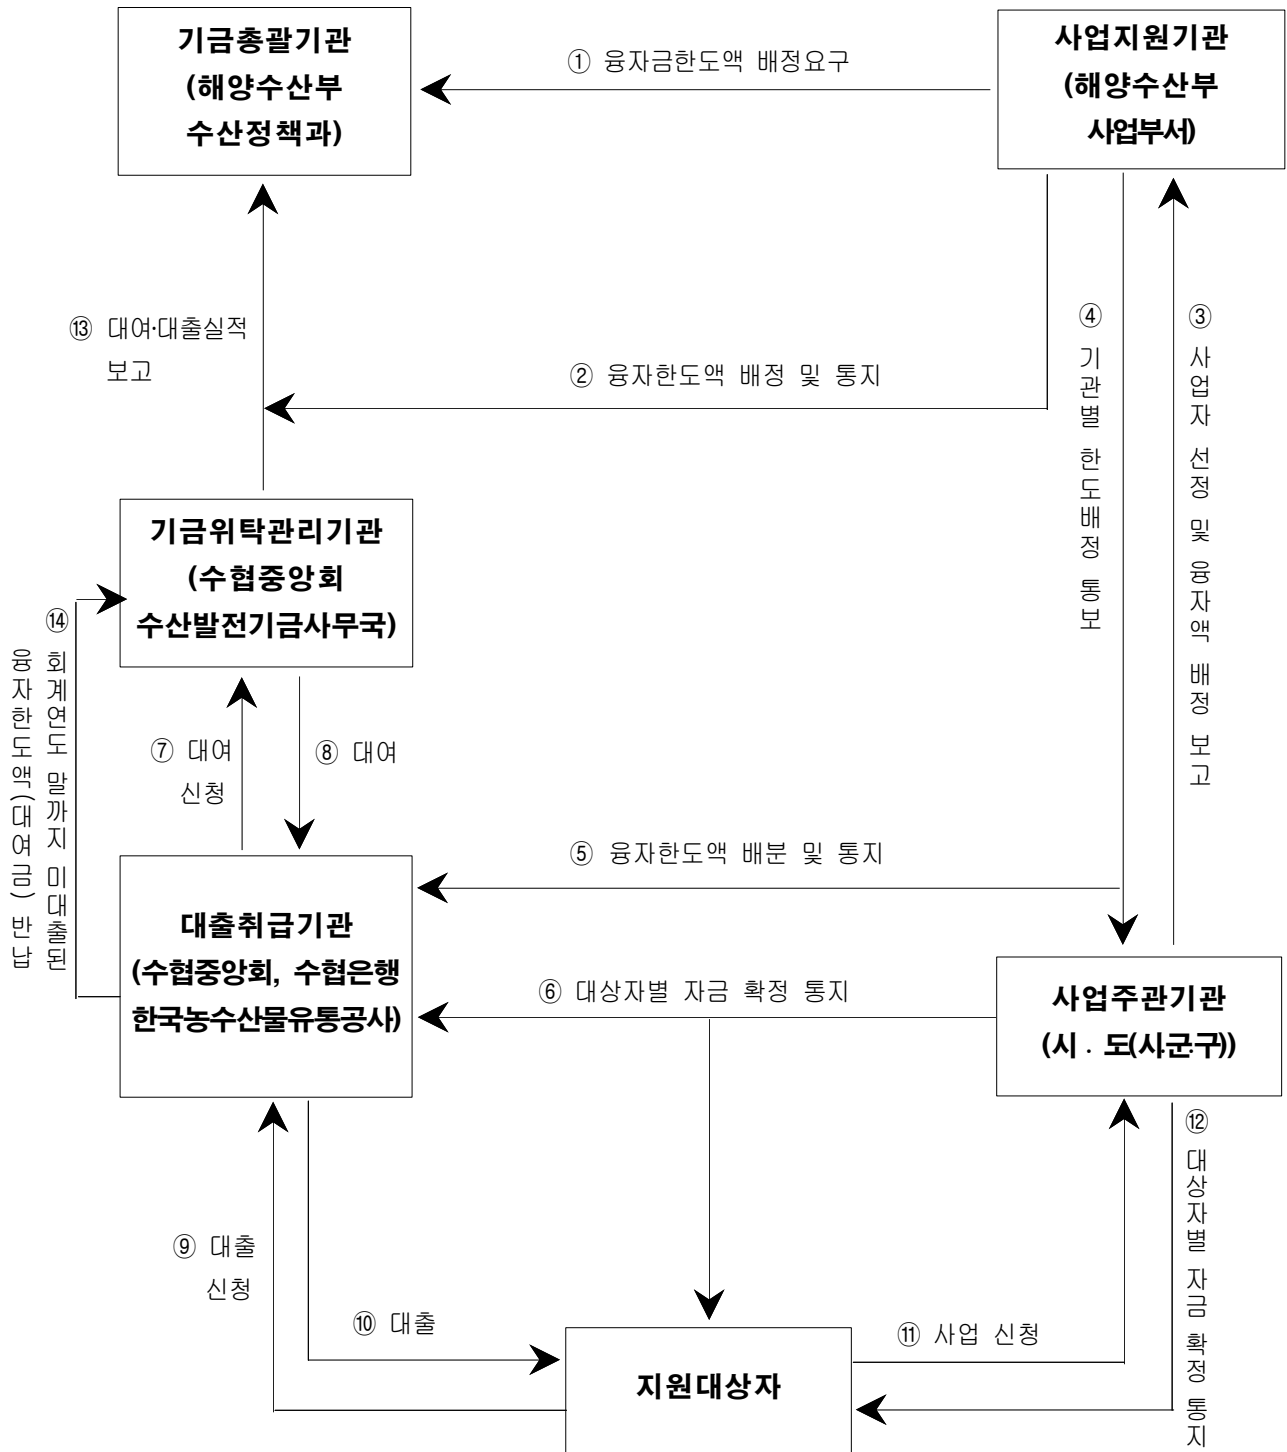 기금총괄기관
(해양수산부
수산정책과)
① 융자금한도액 배정요구
사업지원기관
(해양수산부
사업부서)
⑬ 대여·대출실적
보고
② 융자한도액 배정 및 통지
④ 기관별 한도배정 통보
③ 사업자 선정 및 융자액 배정 보고
기금위탁관리기관
(수협중앙회
수산발전기금사무국)
⑭ 회계연도 말까지 미대출된
융자한도액(대여금) 반납
⑦ 대여
신청
⑧ 대여
⑤ 융자한도액 배분 및 통지
대출취급기관
(수협중앙회, 수협은행
한국농수산물유통공사)
⑥ 대상자별 자금 확정 통지
사업주관기관
(시 · 도(시·군·구))
⑨ 대출
신청
⑩ 대출
⑪ 사업 신청
⑫ 대상자별 자금 확정 통지
지원대상자